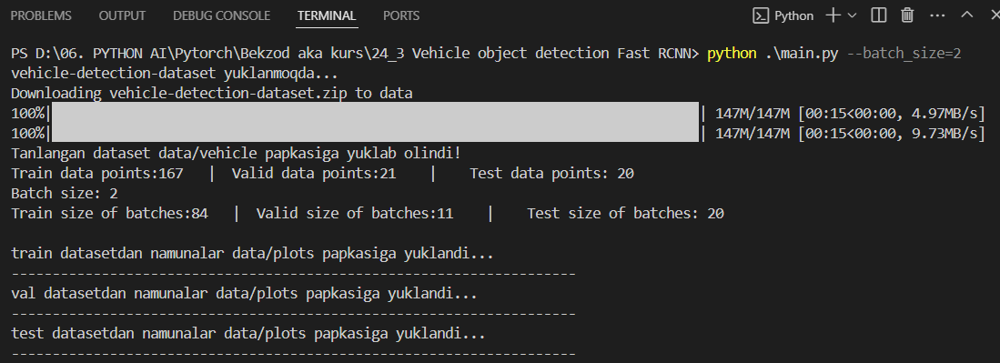 PROBLEMS OUTPUT DEBUG CONSOLE TERMINAL PORTS Python
PS D:\06. PYTHON AI\Pytorch\Bekzod aka kurs\24_3 Vehicle object detection Fast RCNN> python .\main.py --batch_size=2
vehicle-detection-dataset yuklanmoqda...
Downloading vehicle-detection-dataset.zip to data
100%| | 147M/147M [00:15<00:00, 4.97MB/s]
100%| | 147M/147M [00:15<00:00, 9.73MB/s]
Tanlangan dataset data/vehicle papkasiga yuklab olindi!
Train data points:167 | Valid data points:21 | Test data points: 20
Batch size: 2
Train size of batches:84 | Valid size of batches:11 | Test size of batches: 20
train datasetdan namunalar data/plots papkasiga yuklandi...
---------------------------------------------------------------------
val datasetdan namunalar data/plots papkasiga yuklandi...
---------------------------------------------------------------------
test datasetdan namunalar data/plots papkasiga yuklandi...
---------------------------------------------------------------------